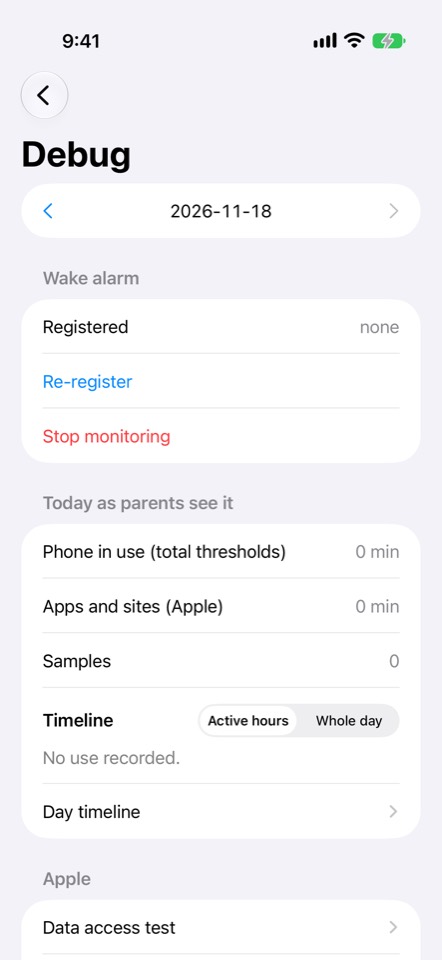 9:41
Debug
2026-11-18
Wake alarm
Registered none
Re-register
Stop monitoring
Today as parents see it
Phone in use (total thresholds) 0 min
Apps and sites (Apple) 0 min
Samples 0
Timeline Active hours Whole day
No use recorded.
Day timeline
Apple
Data access test